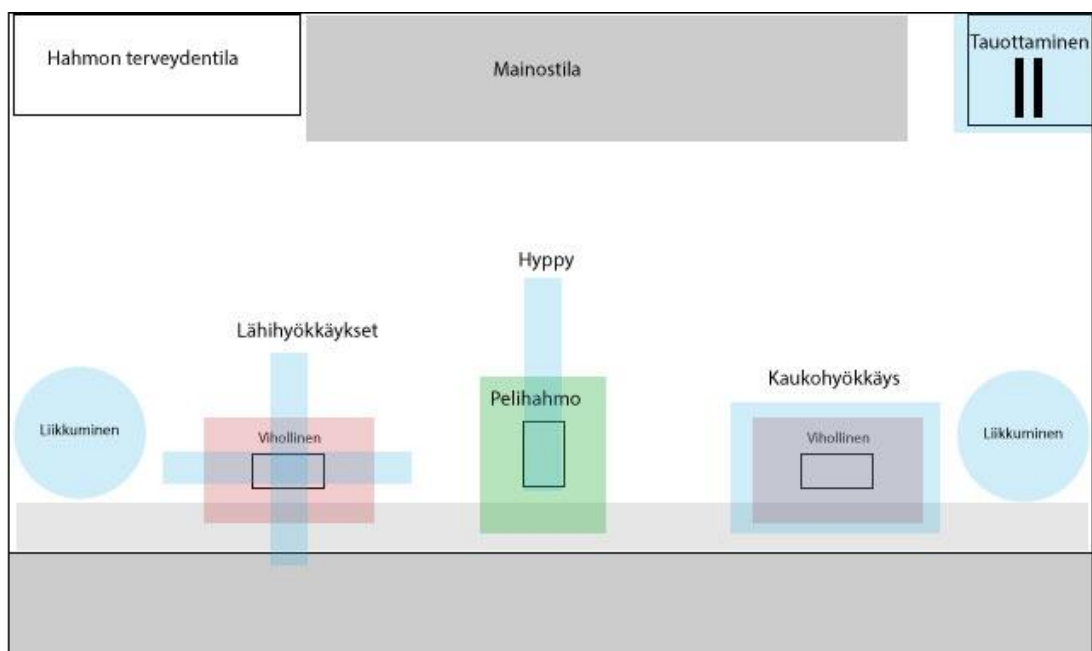 Hahmon terveydentila
Mainostila
Tauottaminen
Hyppy
Lähihyökkäykset
Kaukohyökkäys
Pelihahmo
Liikkuminen
Vihollinen
Vihollinen
Liikkuminen